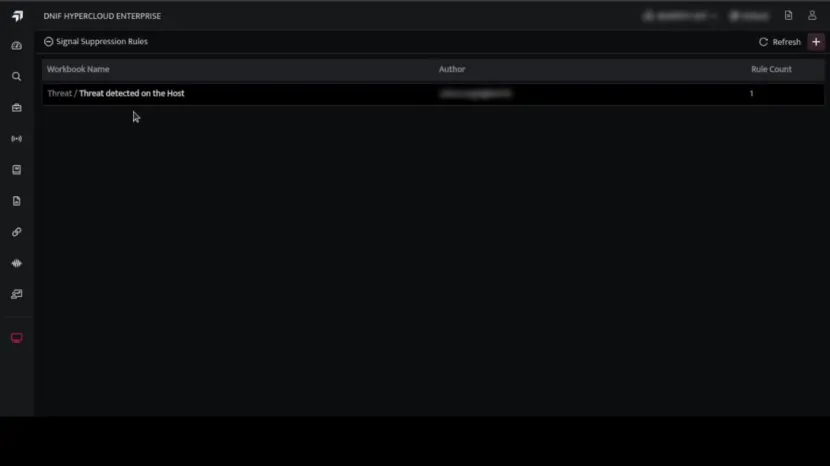 DNIF HYPERCLOUD ENTERPRISE
Signal Suppression Rules
Refresh
Workbook Name Author Rule Count
Threat / Threat detected on the Host 1